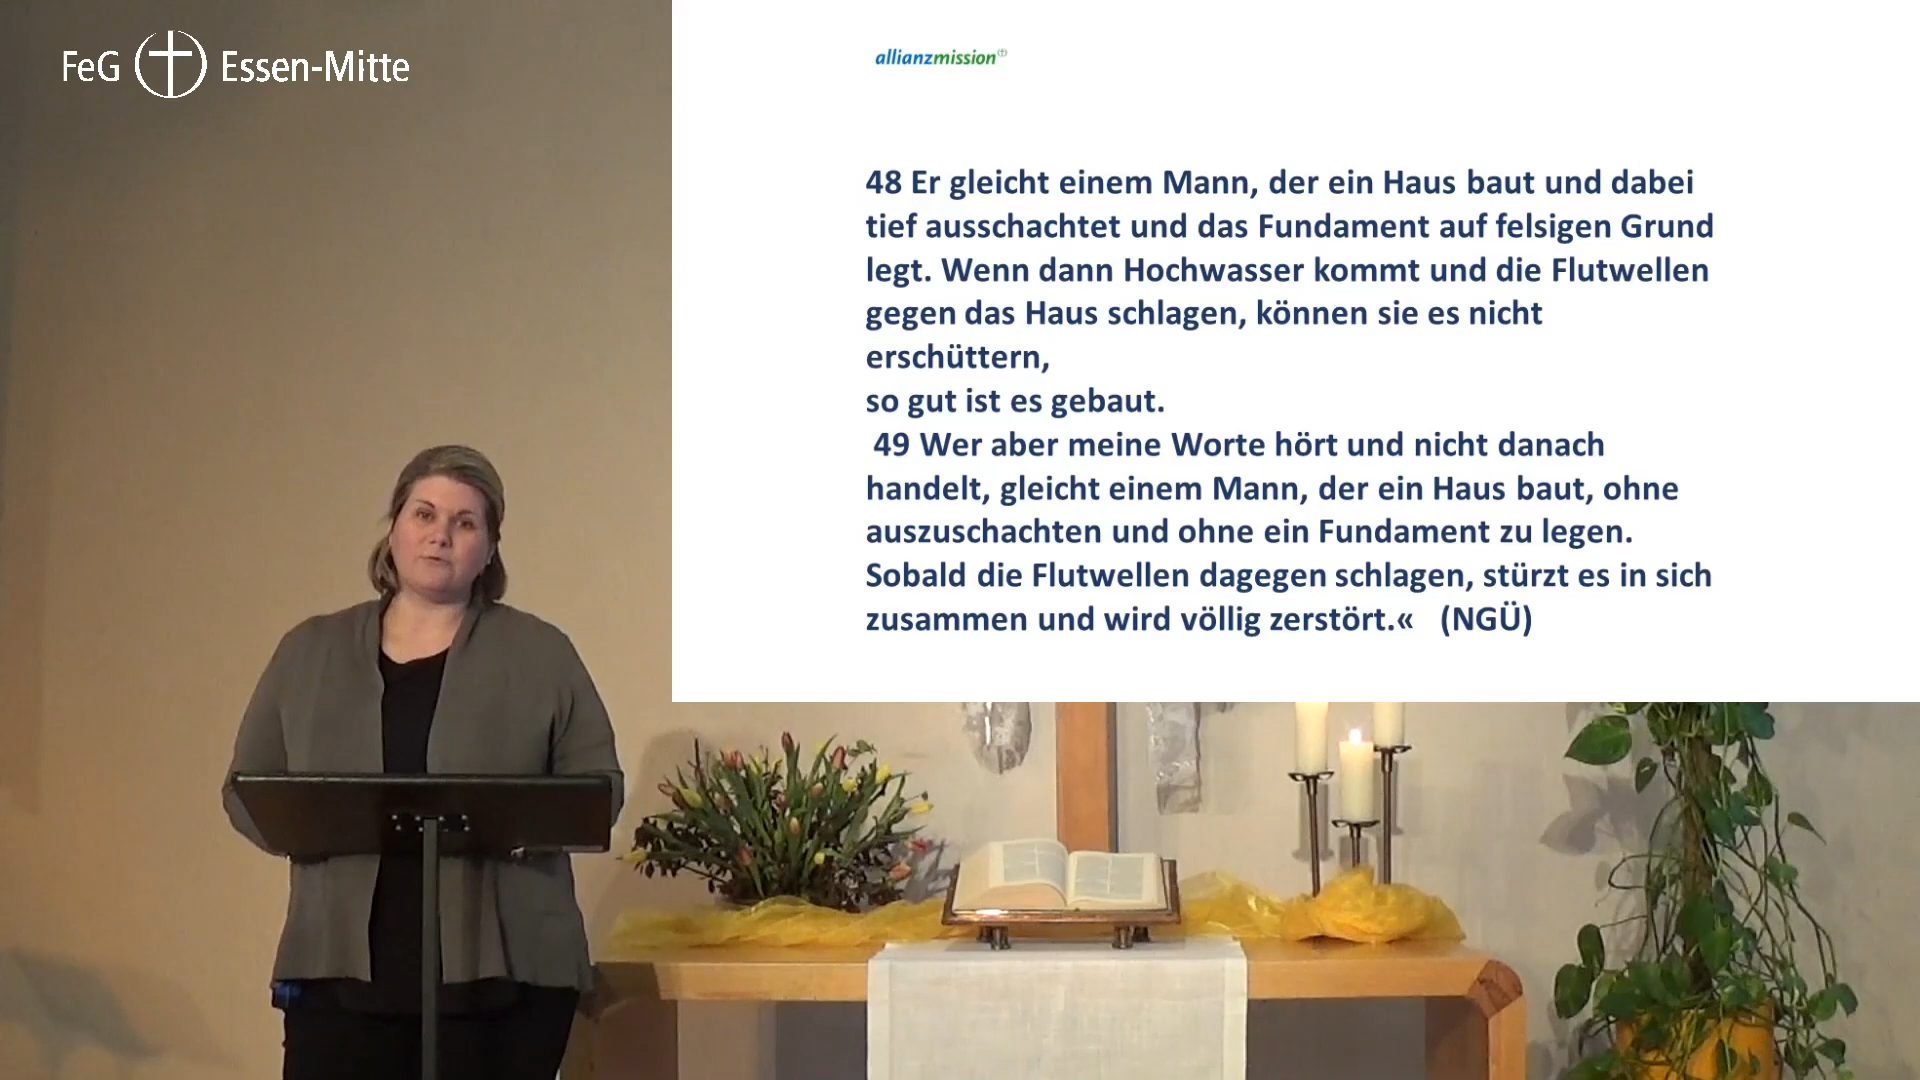 FeG Essen-Mitte
allianzmission
48 Er gleicht einem Mann, der ein Haus baut und dabei
tief ausschachtet und das Fundament auf felsigen Grund
legt. Wenn dann Hochwasser kommt und die Flutwellen
gegen das Haus schlagen, können sie es nicht
erschüttern,
so gut ist es gebaut.
49 Wer aber meine Worte hört und nicht danach
handelt, gleicht einem Mann, der ein Haus baut, ohne
auszuschachten und ohne ein Fundament zu legen.
Sobald die Flutwellen dagegen schlagen, stürzt es in sich
zusammen und wird völlig zerstört.« (NGÜ)